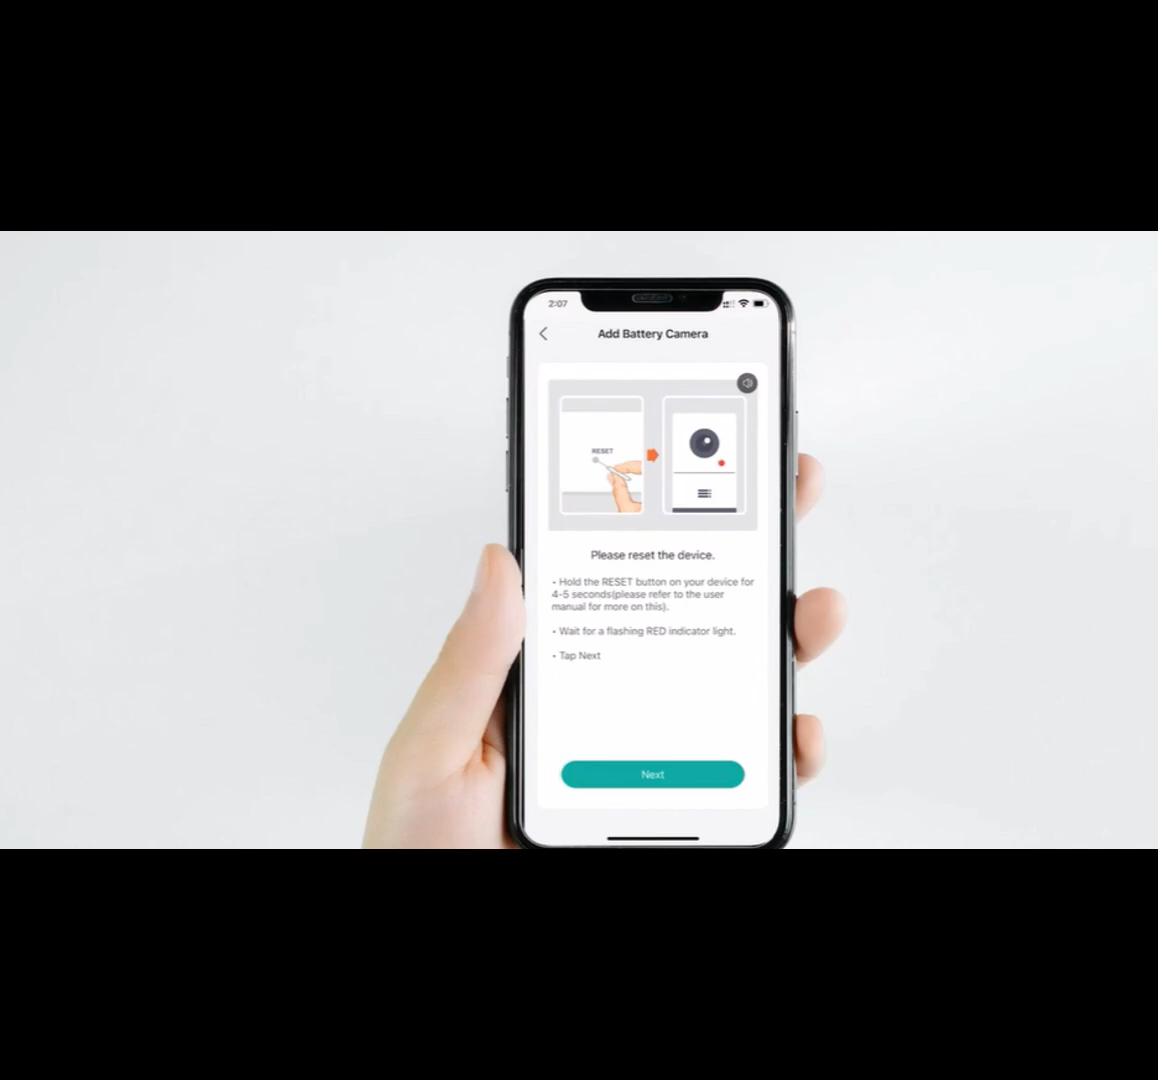 2:07
Add Battery Camera
RESET
Please reset the device.
• Hold the RESET button on your device for
4-5 seconds(please refer to the user
manual for more on this).
• Wait for a flashing RED indicator light.
• Tap Next
Next